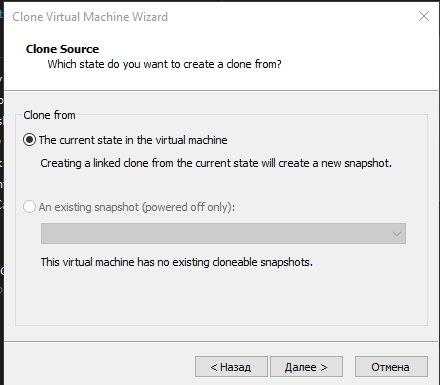 Clone Virtual Machine Wizard
Clone Source
Which state do you want to create a clone from?
Clone from
The current state in the virtual machine
Creating a linked clone from the current state will create a new snapshot.
An existing snapshot (powered off only):
This virtual machine has no existing cloneable snapshots.
< Назад
Далее >
Отмена